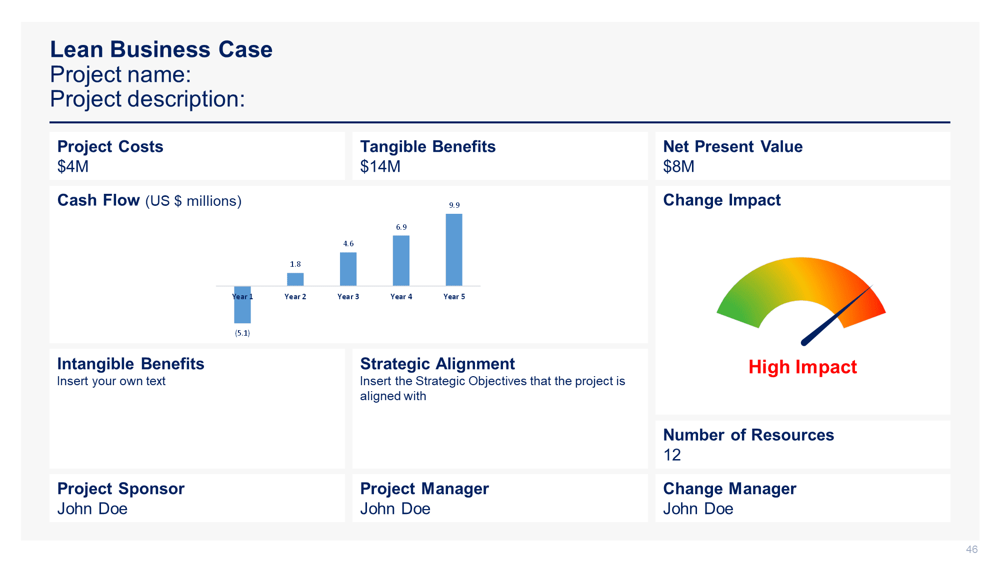 Lean Business Case
Project name:
Project description:
Project Costs
$4M
Tangible Benefits
$14M
Net Present Value
$8M
Cash Flow (US $ millions)
9.9
6.9
4.6
1.8
Year 1
Year 2
Year 3
Year 4
Year 5
(5.1)
Change Impact
High Impact
Intangible Benefits
Insert your own text
Strategic Alignment
Insert the Strategic Objectives that the project is
aligned with
Number of Resources
12
Project Sponsor
John Doe
Project Manager
John Doe
Change Manager
John Doe
46